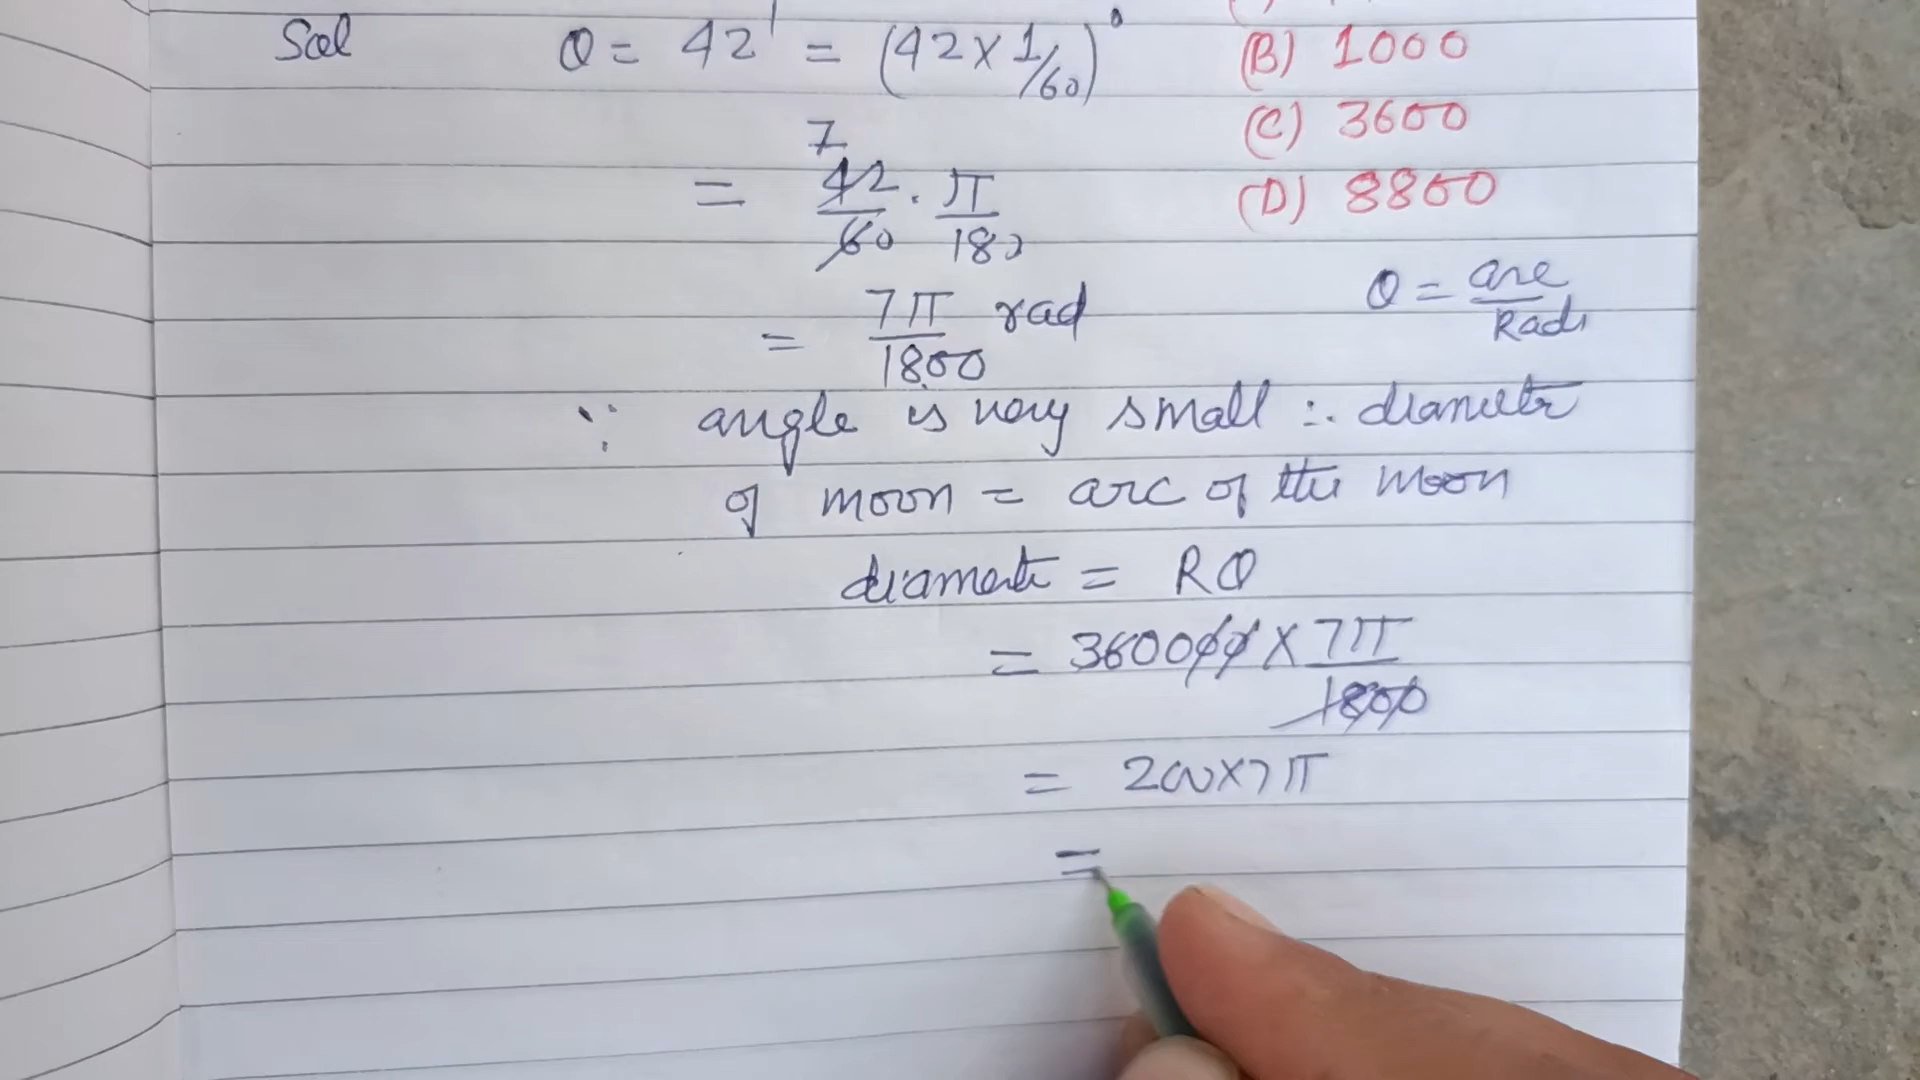 Sol θ = 42' = (42 × 1/60)°
(B) 1000
(C) 3600
(D) 8800
7
= 42/60 . π/180
= 7π/1800 rad
θ = arc/Radi
∵ angle is very small ∴ diameter
of moon = arc of the moon
diamete = Rθ
= 360000 × 7π/1800
= 200×7π
=